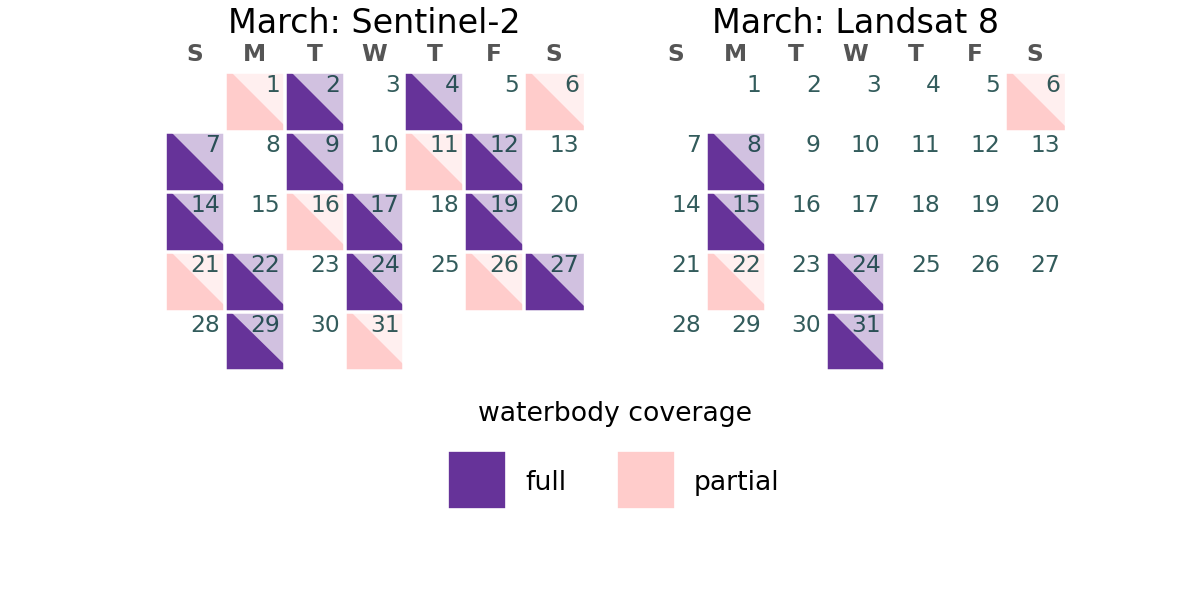 March: Sentinel-2
S M T W T F S
1 2 3 4 5 6
7 8 9 10 11 12 13
14 15 16 17 18 19 20
21 22 23 24 25 26 27
28 29 30 31
March: Landsat 8
S M T W T F S
1 2 3 4 5 6
7 8 9 10 11 12 13
14 15 16 17 18 19 20
21 22 23 24 25 26 27
28 29 30 31
waterbody coverage
full
partial